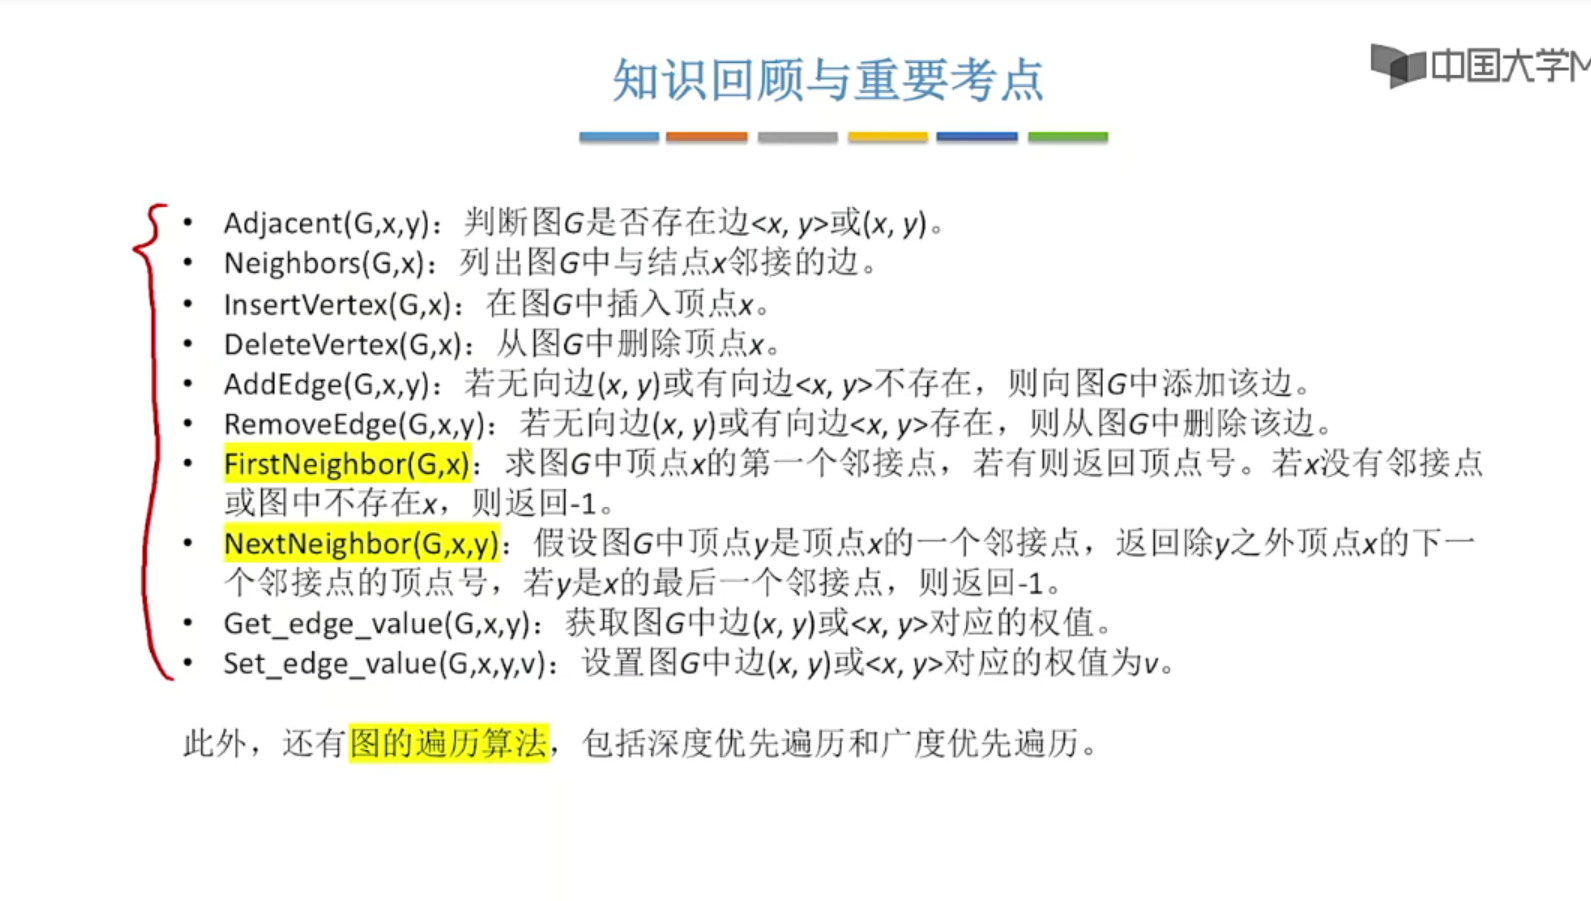 知识回顾与重要考点
中国大学M
• Adjacent(G,x,y)：判断图G是否存在边<x, y>或(x, y)。
• Neighbors(G,x)：列出图G中与结点x邻接的边。
• InsertVertex(G,x)：在图G中插入顶点x。
• DeleteVertex(G,x)：从图G中删除顶点x。
• AddEdge(G,x,y)：若无向边(x, y)或有向边<x, y>不存在，则向图G中添加该边。
• RemoveEdge(G,x,y)：若无向边(x, y)或有向边<x, y>存在，则从图G中删除该边。
• FirstNeighbor(G,x)：求图G中顶点x的第一个邻接点，若有则返回顶点号。若x没有邻接点
或图中不存在x，则返回-1。
• NextNeighbor(G,x,y)：假设图G中顶点y是顶点x的一个邻接点，返回除y之外顶点x的下一
个邻接点的顶点号，若y是x的最后一个邻接点，则返回-1。
• Get_edge_value(G,x,y)：获取图G中边(x, y)或<x, y>对应的权值。
• Set_edge_value(G,x,y,v)：设置图G中边(x, y)或<x, y>对应的权值为v。
此外，还有图的遍历算法，包括深度优先遍历和广度优先遍历。